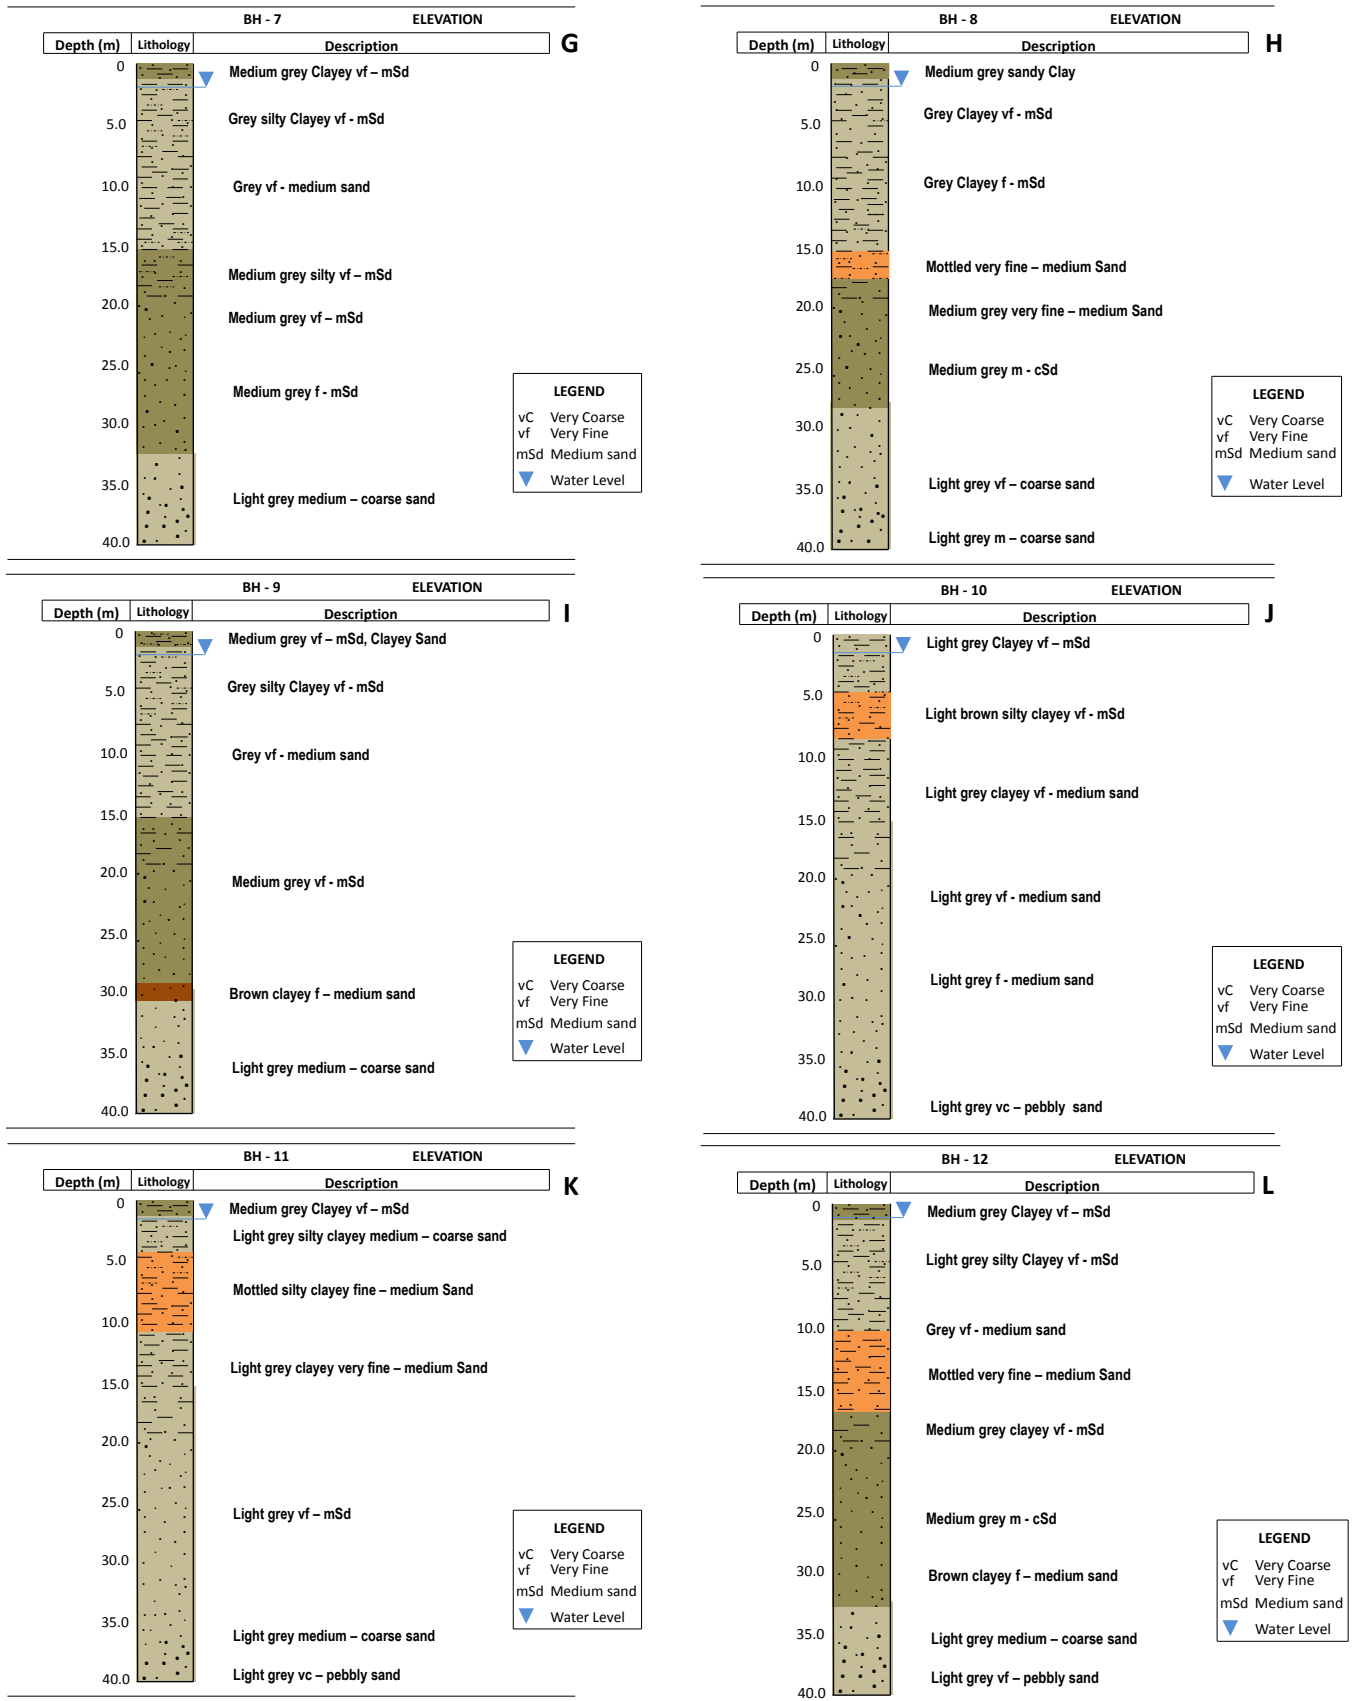 BH - 7 ELEVATION
Depth (m) Lithology Description G
0 Medium grey Clayey vf – mSd
5.0 Grey silty Clayey vf - mSd
10.0 Grey vf - medium sand
15.0
Medium grey silty vf – mSd
20.0 Medium grey vf – mSd
25.0
Medium grey f - mSd
30.0
35.0 Light grey medium – coarse sand
40.0
LEGEND
vC Very Coarse
vf Very Fine
mSd Medium sand
Water Level
BH - 8 ELEVATION
Depth (m) Lithology Description H
0 Medium grey sandy Clay
5.0 Grey Clayey vf - mSd
10.0 Grey Clayey f - mSd
15.0
Mottled very fine – medium Sand
20.0 Medium grey very fine – medium Sand
25.0 Medium grey m - cSd
30.0
35.0 Light grey vf – coarse sand
40.0 Light grey m – coarse sand
LEGEND
vC Very Coarse
vf Very Fine
mSd Medium sand
Water Level
BH - 9 ELEVATION
Depth (m) Lithology Description I
0 Medium grey vf – mSd, Clayey Sand
5.0 Grey silty Clayey vf - mSd
10.0 Grey vf - medium sand
15.0
20.0 Medium grey vf - mSd
25.0
30.0 Brown clayey f – medium sand
35.0 Light grey medium – coarse sand
40.0
LEGEND
vC Very Coarse
vf Very Fine
mSd Medium sand
Water Level
BH - 10 ELEVATION
Depth (m) Lithology Description J
0 Light grey Clayey vf – mSd
5.0 Light brown silty clayey vf - mSd
10.0
Light grey clayey vf - medium sand
15.0
20.0 Light grey vf - medium sand
25.0
Light grey f - medium sand
30.0
35.0
40.0 Light grey vc – pebbly sand
LEGEND
vC Very Coarse
vf Very Fine
mSd Medium sand
Water Level
BH - 11 ELEVATION
Depth (m) Lithology Description K
0 Medium grey Clayey vf – mSd
Light grey silty clayey medium – coarse sand
5.0
Mottled silty clayey fine – medium Sand
10.0
Light grey clayey very fine – medium Sand
15.0
20.0
25.0 Light grey vf – mSd
30.0
35.0 Light grey medium – coarse sand
40.0 Light grey vc – pebbly sand
LEGEND
vC Very Coarse
vf Very Fine
mSd Medium sand
Water Level
BH - 12 ELEVATION
Depth (m) Lithology Description L
0 Medium grey Clayey vf – mSd
5.0 Light grey silty Clayey vf - mSd
10.0 Grey vf - medium sand
Mottled very fine – medium Sand
15.0
Medium grey clayey vf - mSd
20.0
25.0 Medium grey m - cSd
30.0 Brown clayey f – medium sand
35.0 Light grey medium – coarse sand
40.0 Light grey vf – pebbly sand
LEGEND
vC Very Coarse
vf Very Fine
mSd Medium sand
Water Level